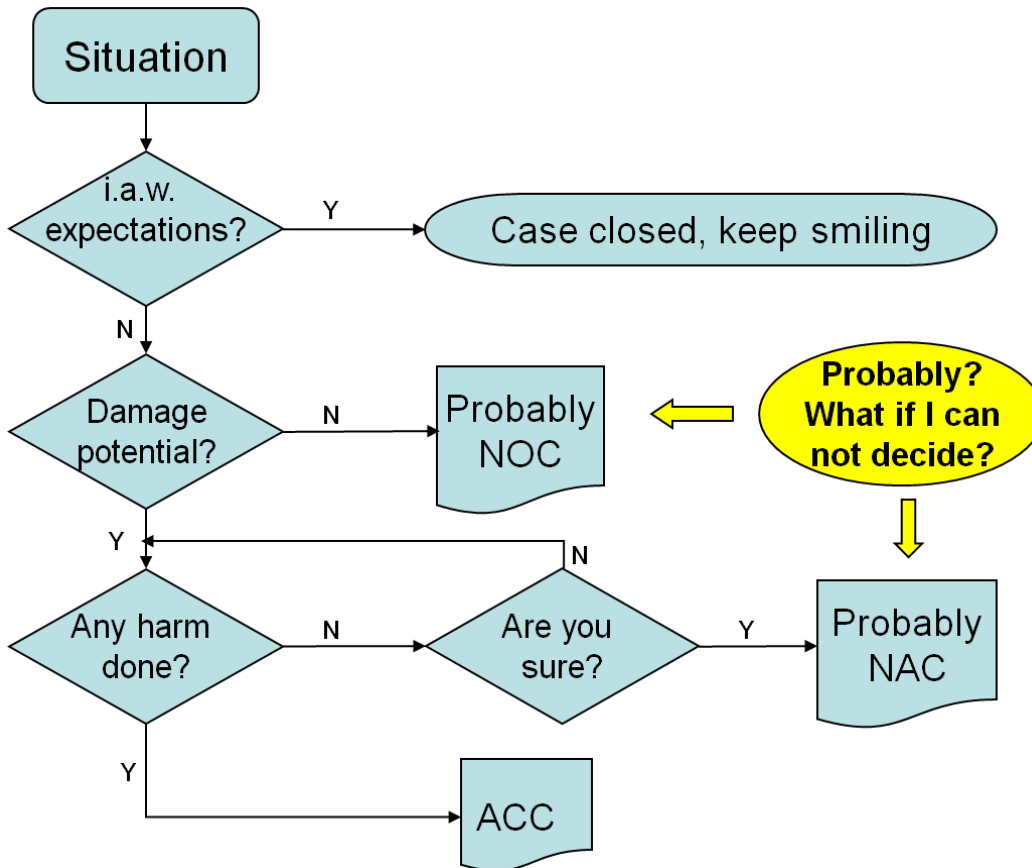 Situation
i.a.w.
expectations?
Y
Case closed, keep smiling
N
Damage
potential?
N
Probably
NOC
Probably?
What if I can
not decide?
Y
N
Any harm
done?
N
Are you
sure?
Y
Probably
NAC
Y
ACC